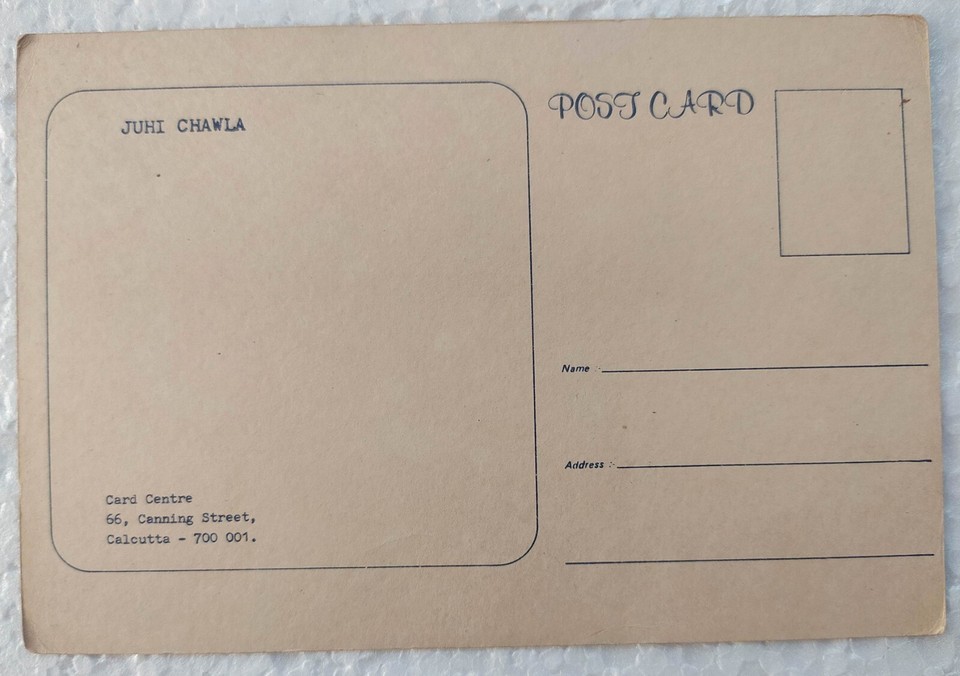 JUHI CHAWLA
Card Centre
66, Canning Street,
Calcutta - 700 001.
POST CARD
Name :-
Address :-